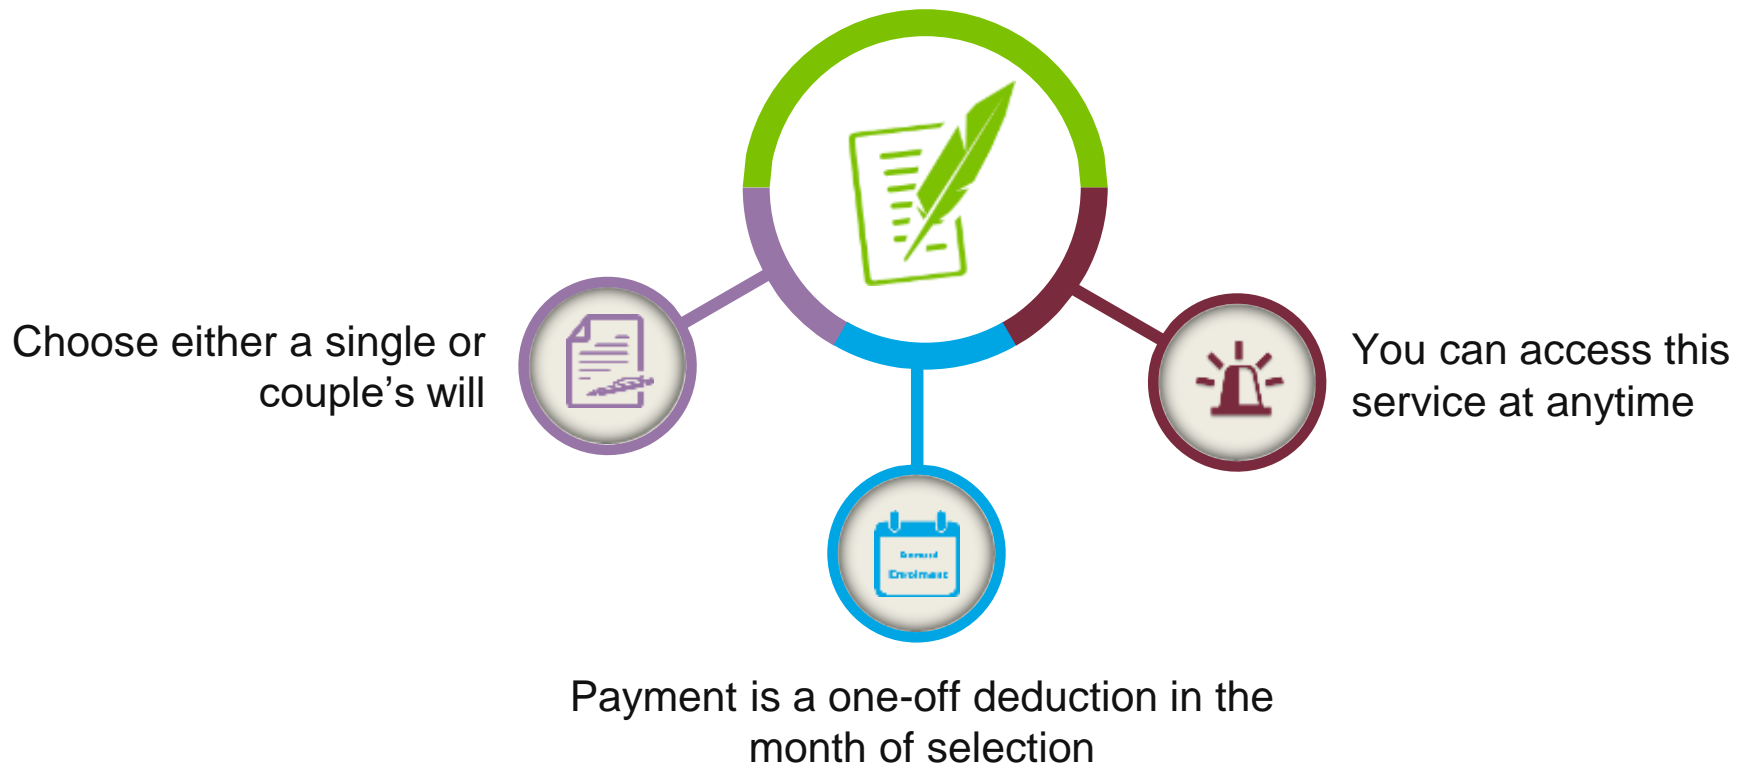 Choose either a single or
couple's will
You can access this
service at anytime
Enrolment
Payment is a one-off deduction in the
month of selection